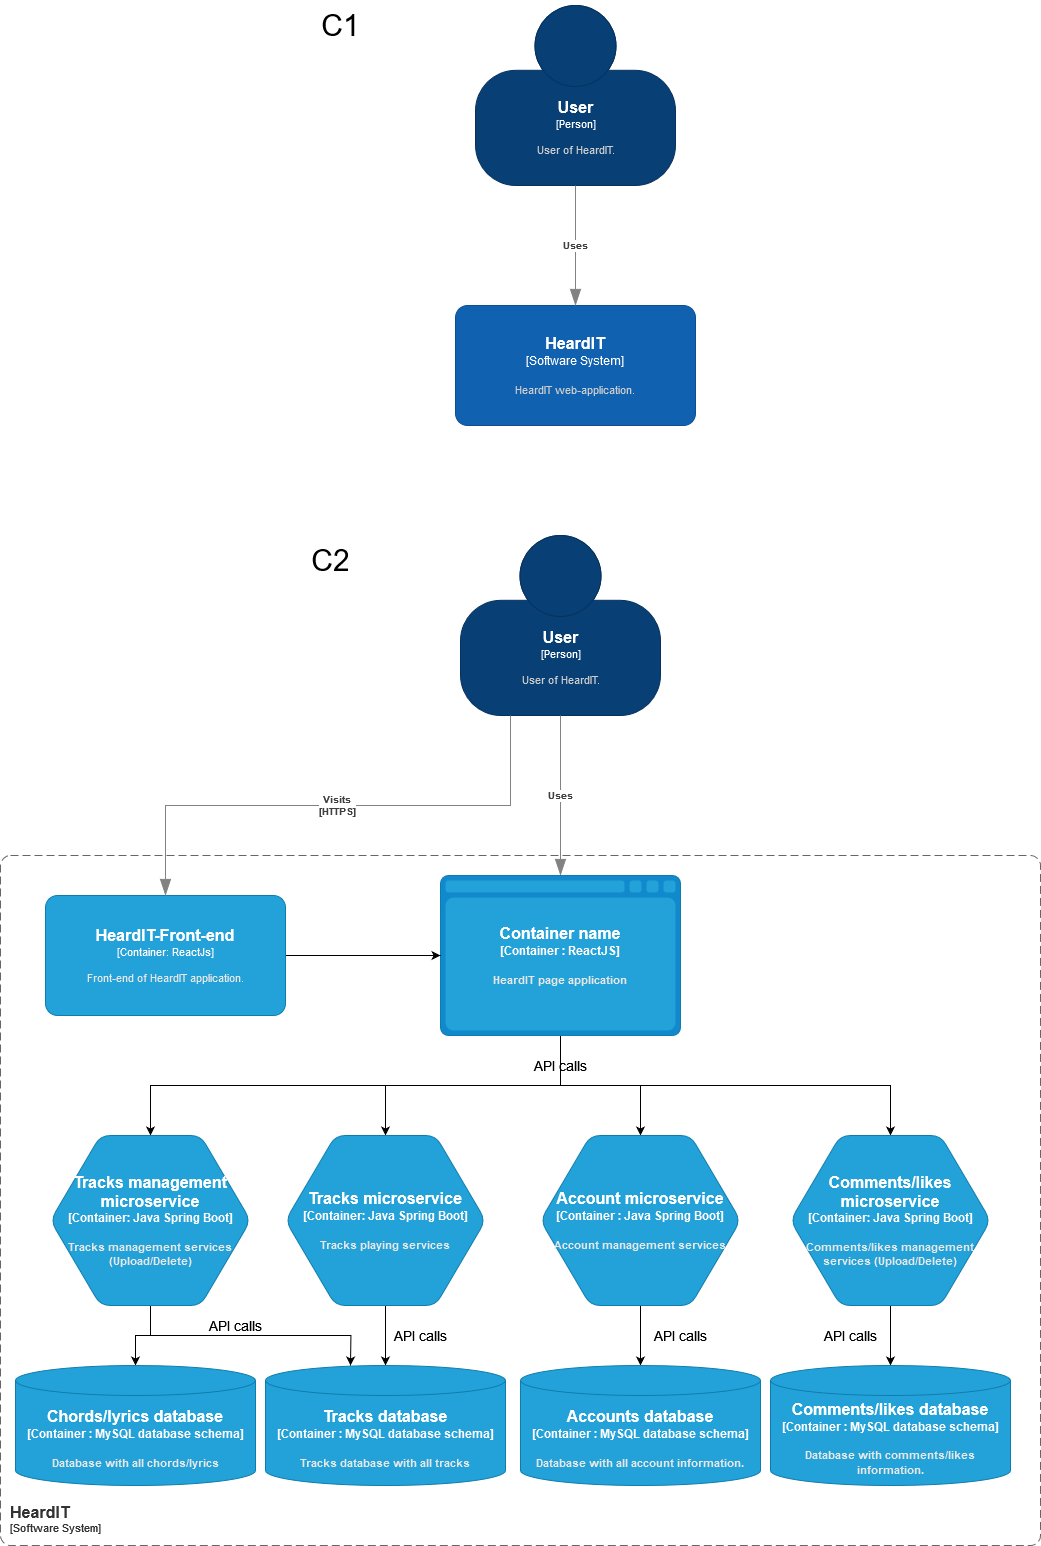 C1
User
[Person]
User of HeardIT.
Uses
HeardIT
[Software System]
HeardIT web-application.
C2
User
[Person]
User of HeardIT.
Visits
[HTTPS]
Uses
HeardIT-Front-end
[Container: ReactJs]
Front-end of HeardIT application.
Container name
[Container : ReactJS]
HeardIT page application
API calls
Tracks management
microservice
[Container: Java Spring Boot]
Tracks management services
(Upload/Delete)
Tracks microservice
[Container: Java Spring Boot]
Tracks playing services
Account microservice
[Container : Java Spring Boot]
Account management services
Comments/likes
microservice
[Container: Java Spring Boot]
Comments/likes management
services (Upload/Delete)
API calls
API calls
API calls
API calls
Chords/lyrics database
[Container : MySQL database schema]
Database with all chords/lyrics
Tracks database
[Container : MySQL database schema]
Tracks database with all tracks
Accounts database
[Container : MySQL database schema]
Database with all account information.
Comments/likes database
[Container : MySQL database schema]
Database with comments/likes
information.
HeardIT
[Software System]